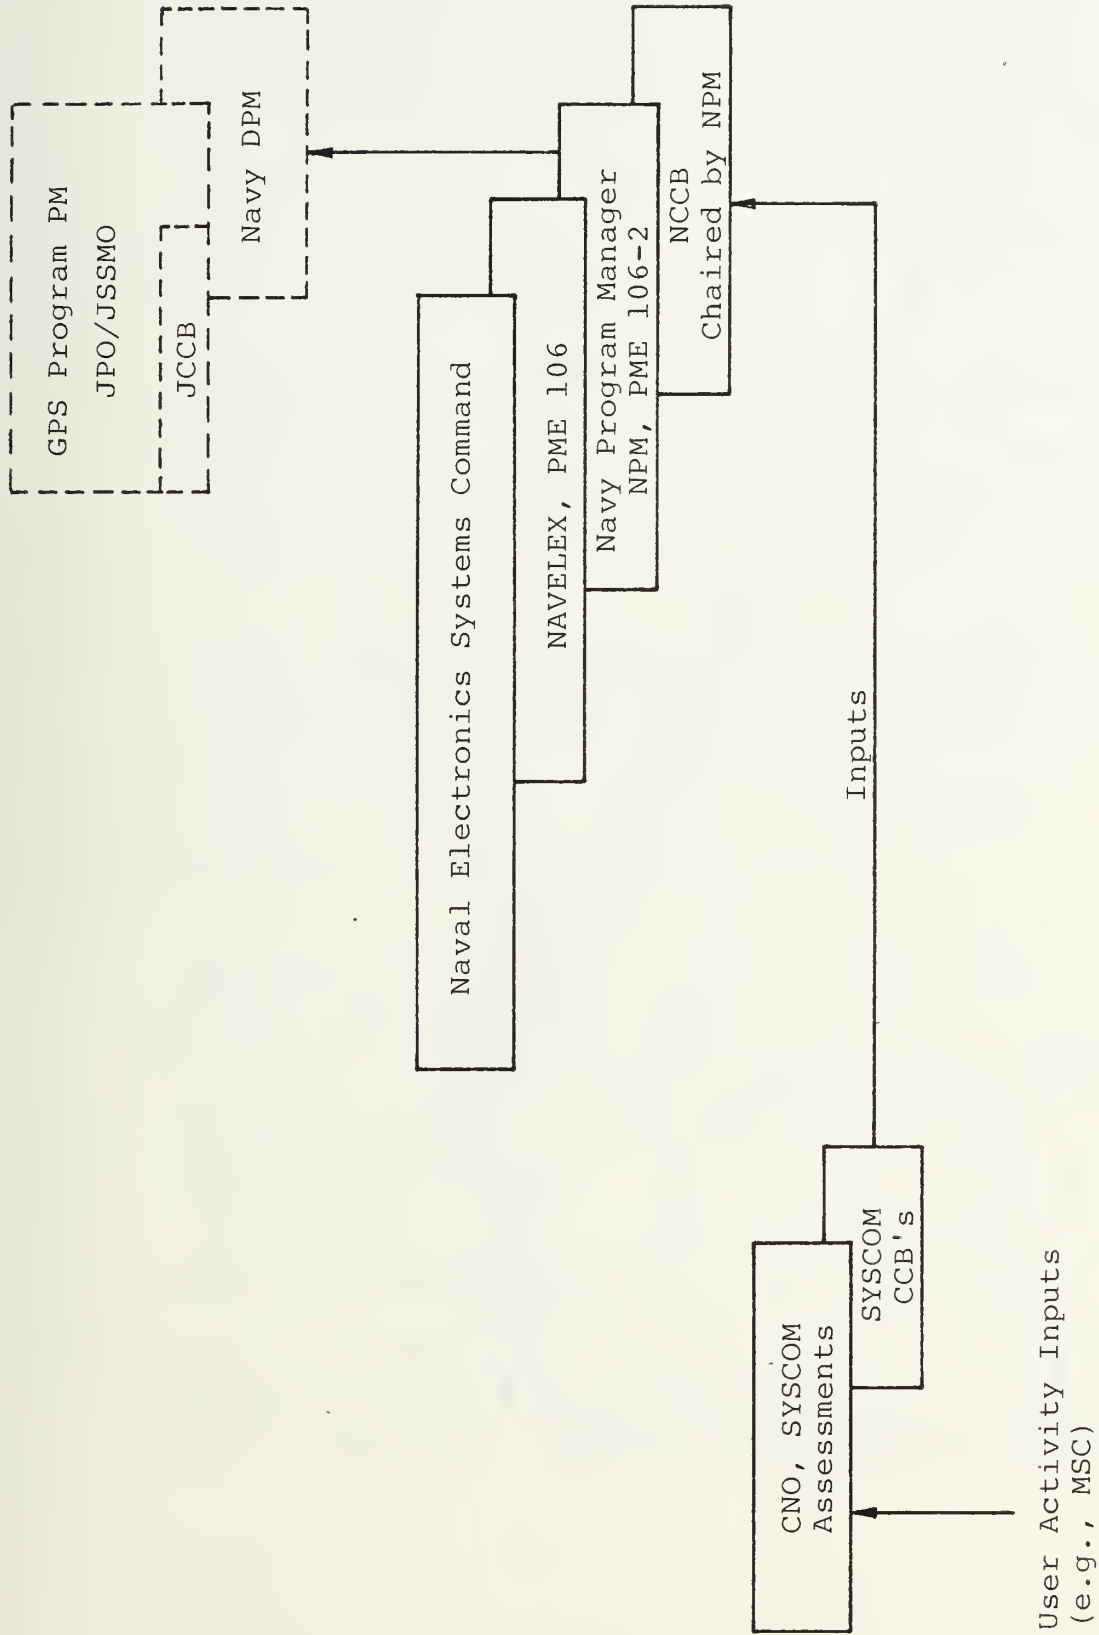 GPS Program PM
JPO/JSSMO
JCCB
Navy DPM
Naval Electronics Systems Command
NAVELEX, PME 106
Navy Program Manager
NPM, PME 106-2
NCCB
Chaired by NPM
Inputs
CNO, SYSCOM
Assessments
SYSCOM
CCB's
User Activity Inputs
(e.g., MSC)